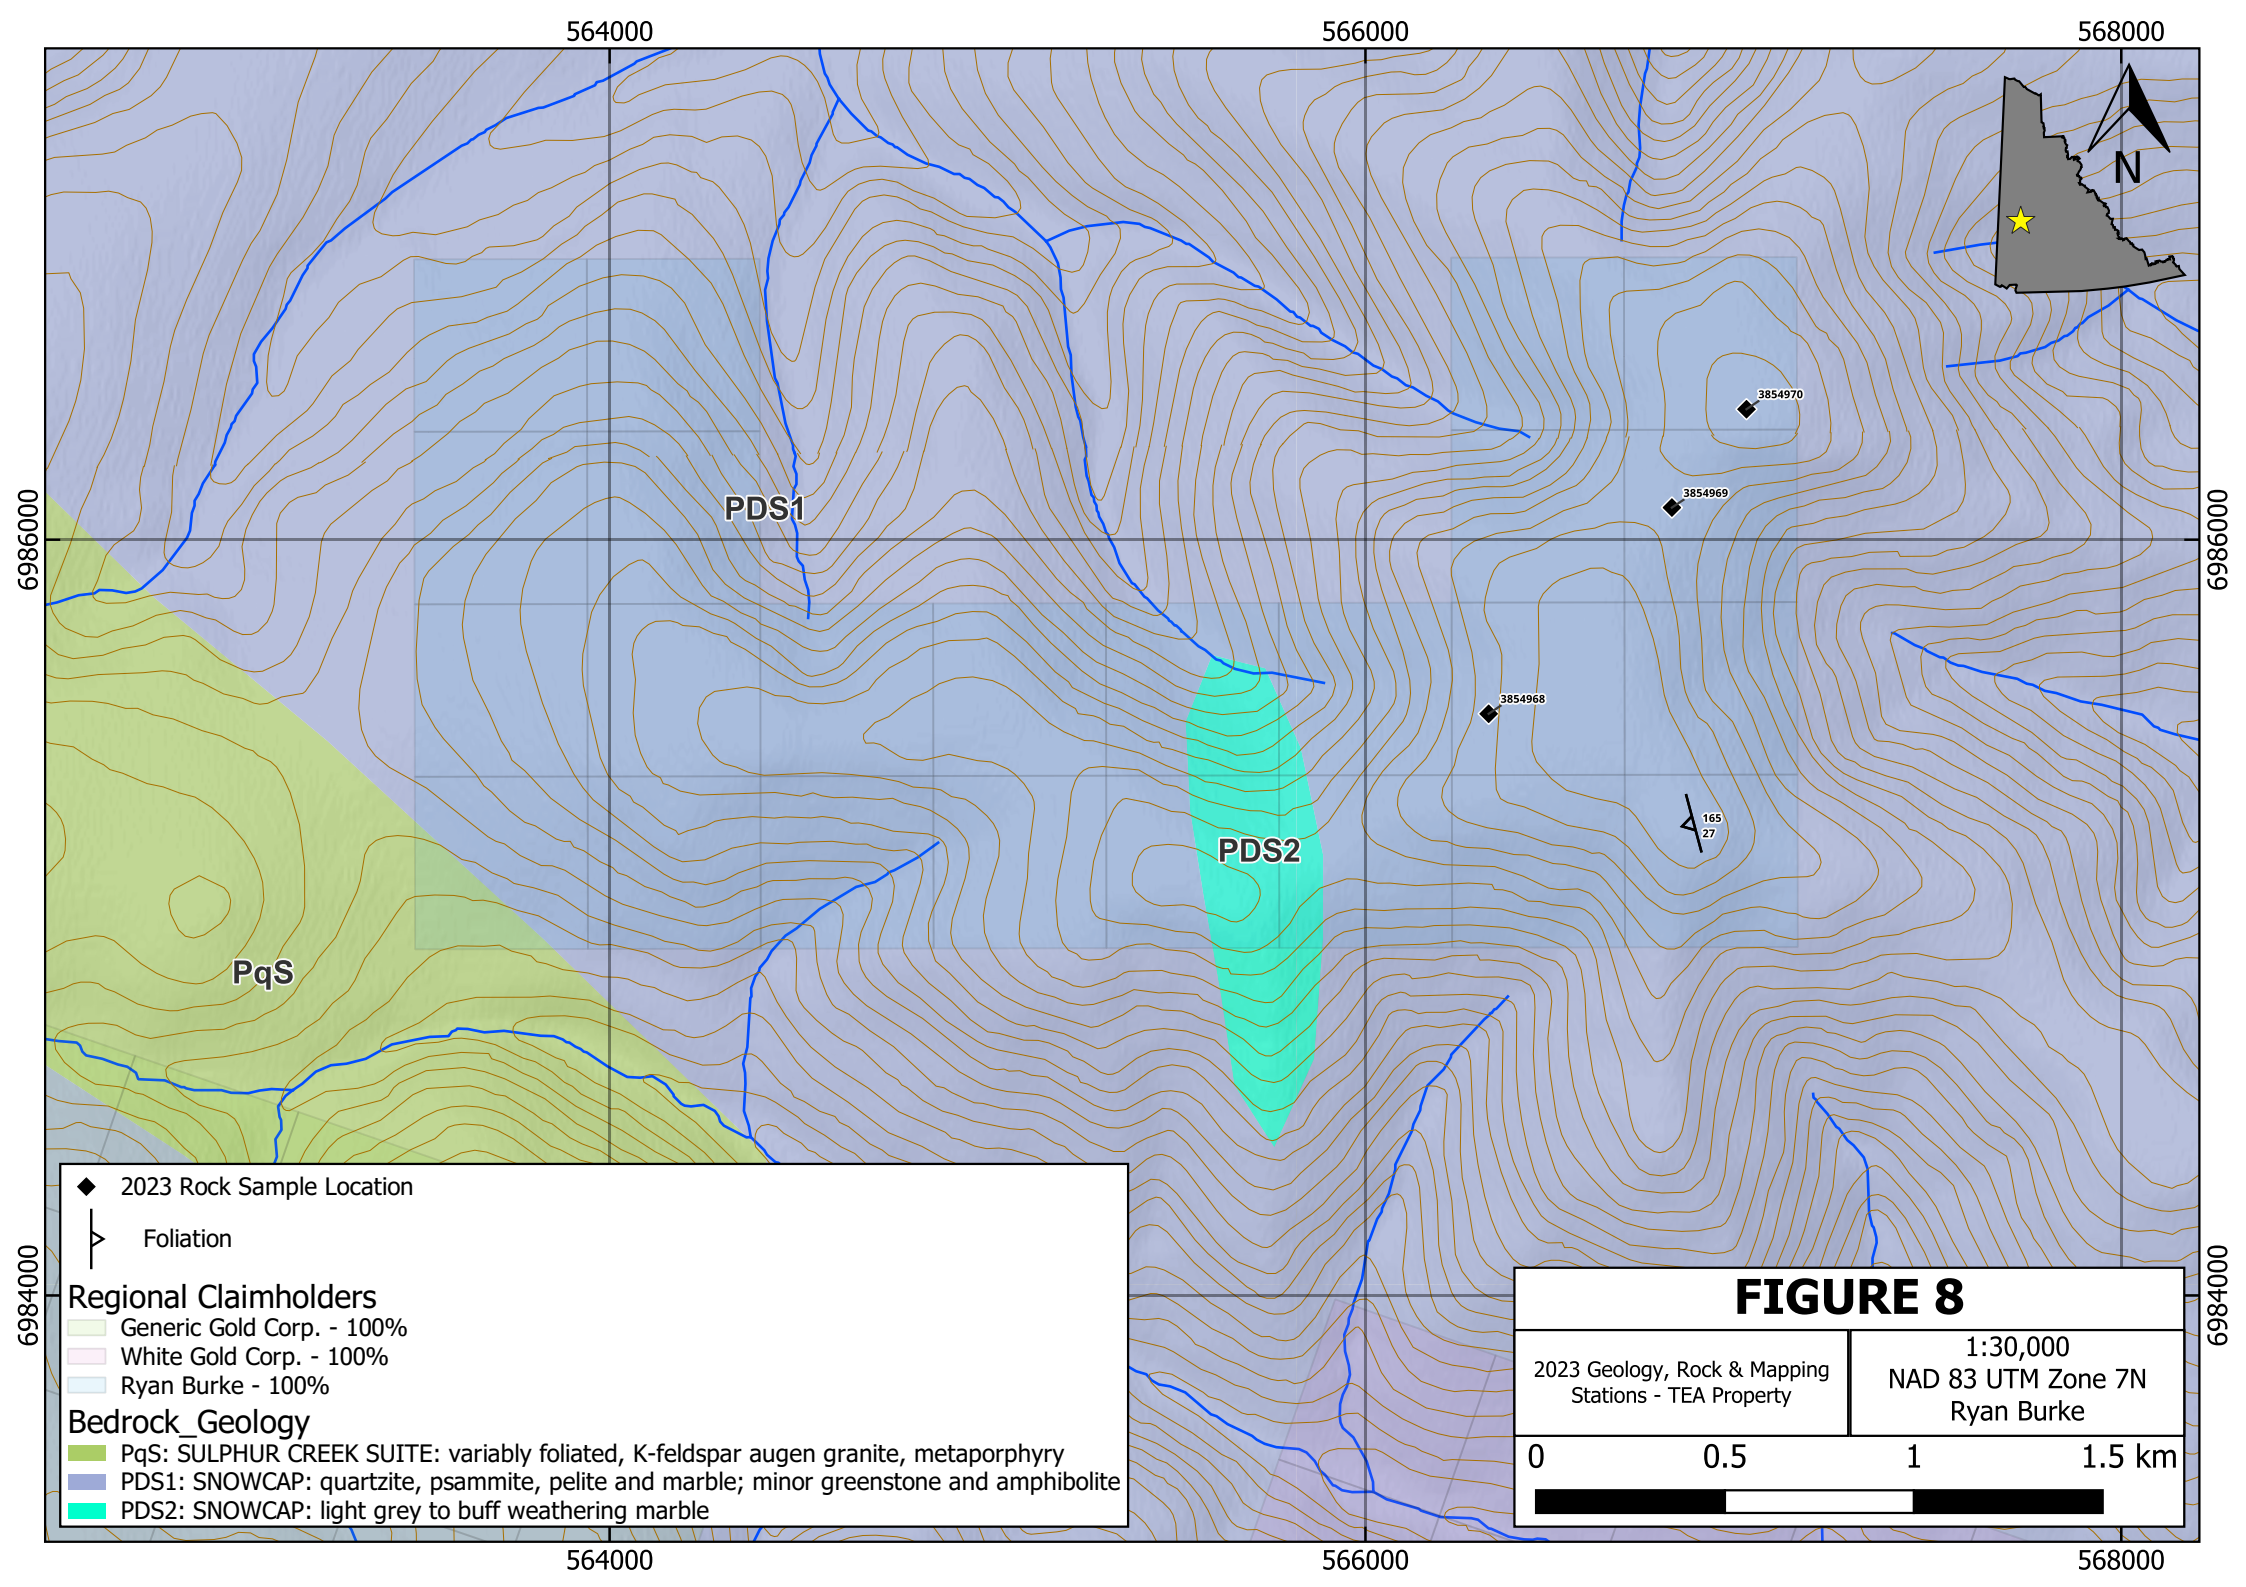 564000
566000
568000
N
3854970
3854969
6986000
6986000
PDS1
3854968
165
27
PDS2
PqS
2023 Rock Sample Location
Foliation
Regional Claimholders
Generic Gold Corp. - 100%
White Gold Corp. - 100%
Ryan Burke - 100%
Bedrock_Geology
PqS: SULPHUR CREEK SUITE: variably foliated, K-feldspar augen granite, metaporphyry
PDS1: SNOWCAP: quartzite, psammite, pelite and marble; minor greenstone and amphibolite
PDS2: SNOWCAP: light grey to buff weathering marble
6984000
6984000
FIGURE 8
2023 Geology, Rock & Mapping
Stations - TEA Property
1:30,000
NAD 83 UTM Zone 7N
Ryan Burke
0 0.5 1 1.5 km
564000
566000
568000